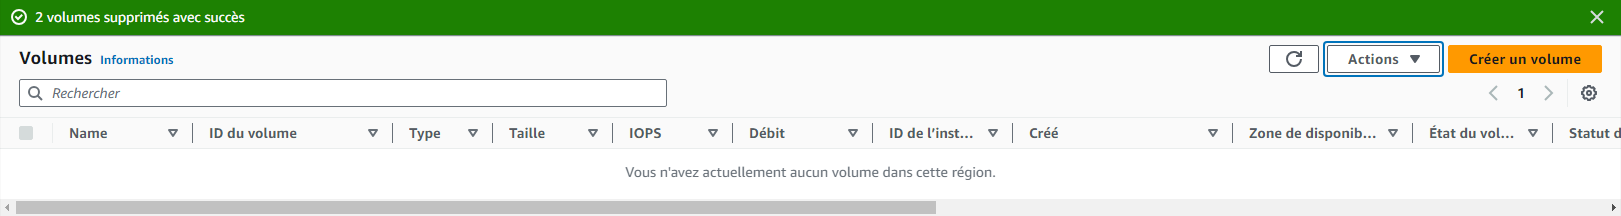 2 volumes supprimés avec succès
Volumes Informations
Actions
Créer un volume
Rechercher
1
Name ID du volume Type Taille IOPS Débit ID de l'inst... Créé Zone de disponib... État du vol... Statut d
Vous n'avez actuellement aucun volume dans cette région.